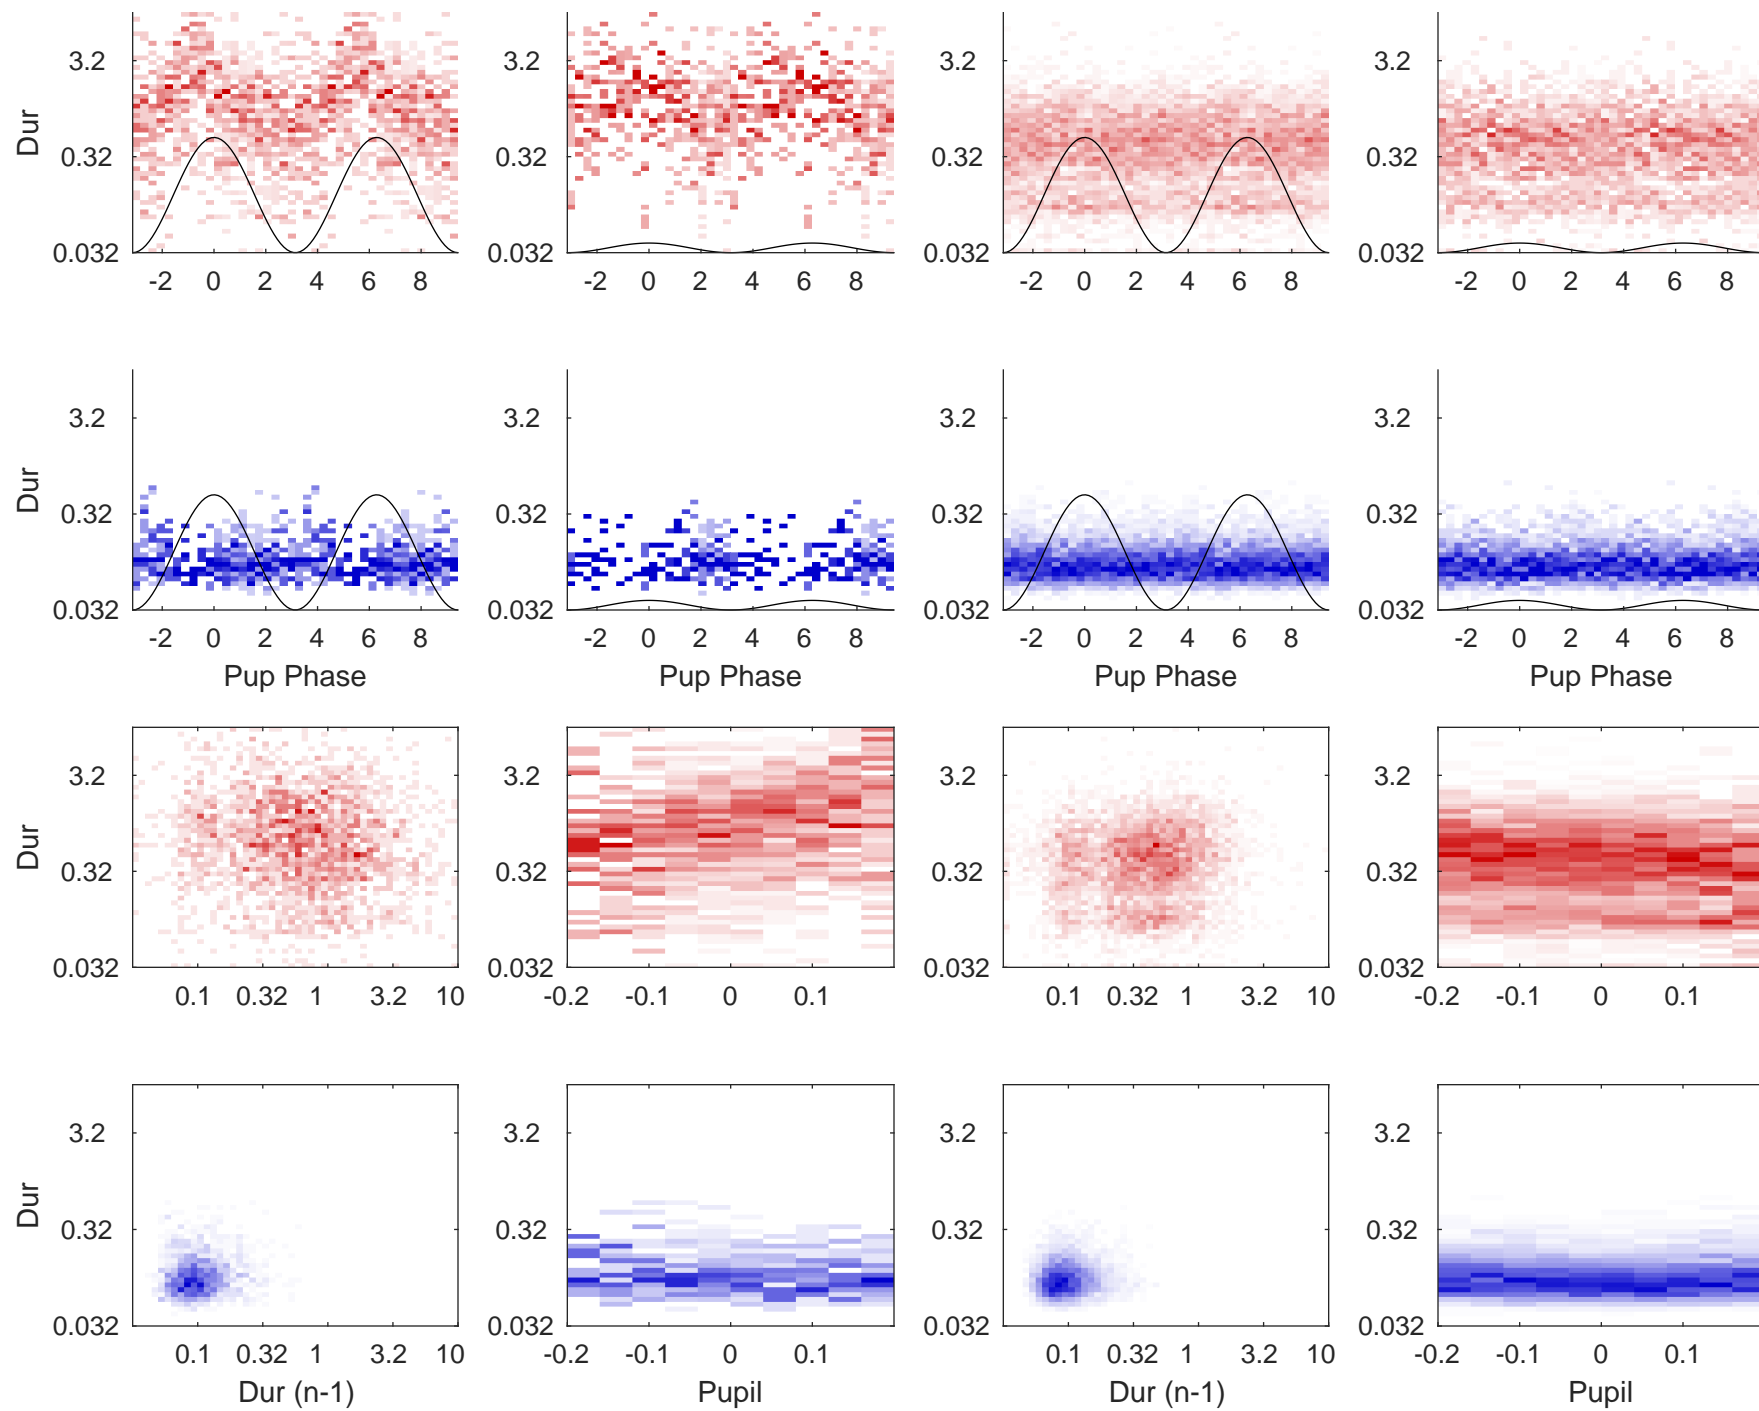 3.2 3.2 3.2 3.2
Dur
0.32 0.32 0.32 0.32
0.032 0.032 0.032 0.032
-2 0 2 4 6 8 -2 0 2 4 6 8 -2 0 2 4 6 8 -2 0 2 4 6 8
3.2 3.2 3.2 3.2
Dur
0.32 0.32 0.32 0.32
0.032 0.032 0.032 0.032
-2 0 2 4 6 8 -2 0 2 4 6 8 -2 0 2 4 6 8 -2 0 2 4 6 8
Pup Phase Pup Phase Pup Phase Pup Phase
3.2 3.2 3.2 3.2
Dur
0.32 0.32 0.32 0.32
0.032 0.032 0.032 0.032
0.1 0.32 1 3.2 10 -0.2 -0.1 0 0.1 0.1 0.32 1 3.2 10 -0.2 -0.1 0 0.1
3.2 3.2 3.2 3.2
Dur
0.32 0.32 0.32 0.32
0.032 0.032 0.032 0.032
0.1 0.32 1 3.2 10 -0.2 -0.1 0 0.1 0.1 0.32 1 3.2 10 -0.2 -0.1 0 0.1
Dur (n-1) Pupil Dur (n-1) Pupil